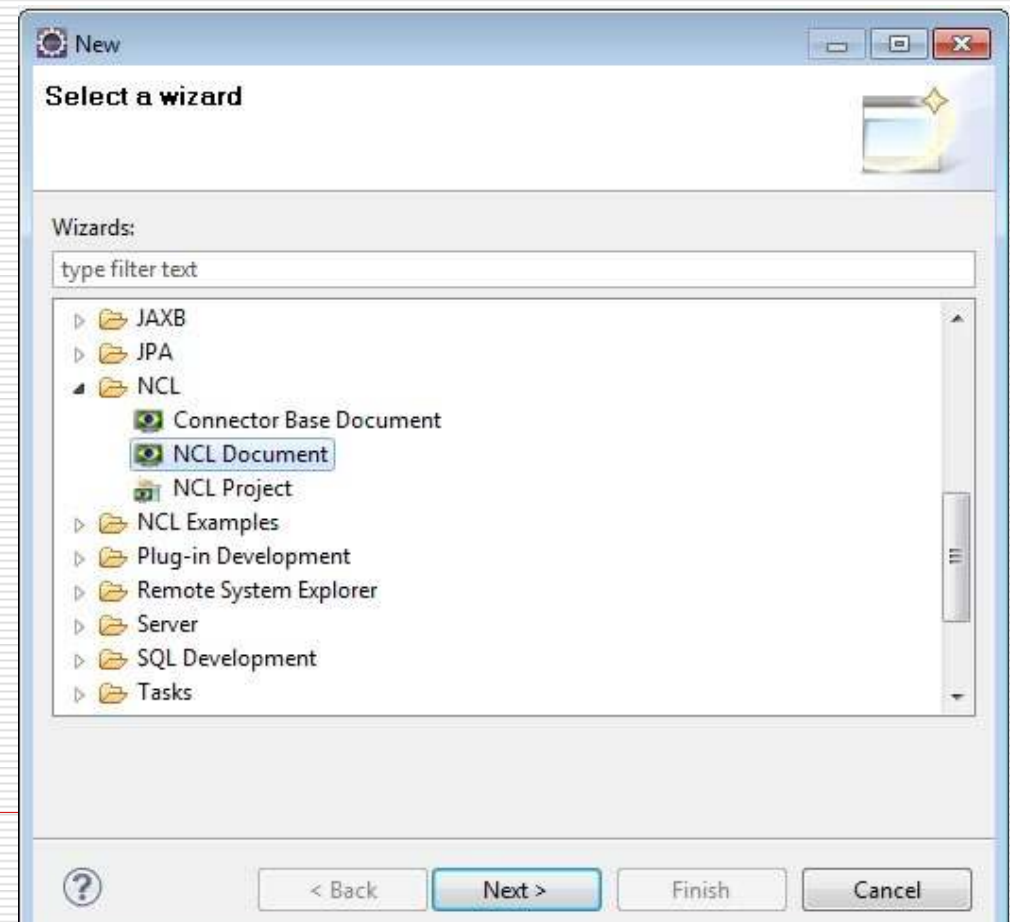 New
Select a wizard
Wizards:
type filter text
JAXB
JPA
NCL
Connector Base Document
NCL Document
NCL Project
NCL Examples
Plug-in Development
Remote System Explorer
Server
SQL Development
Tasks
? < Back Next > Finish Cancel